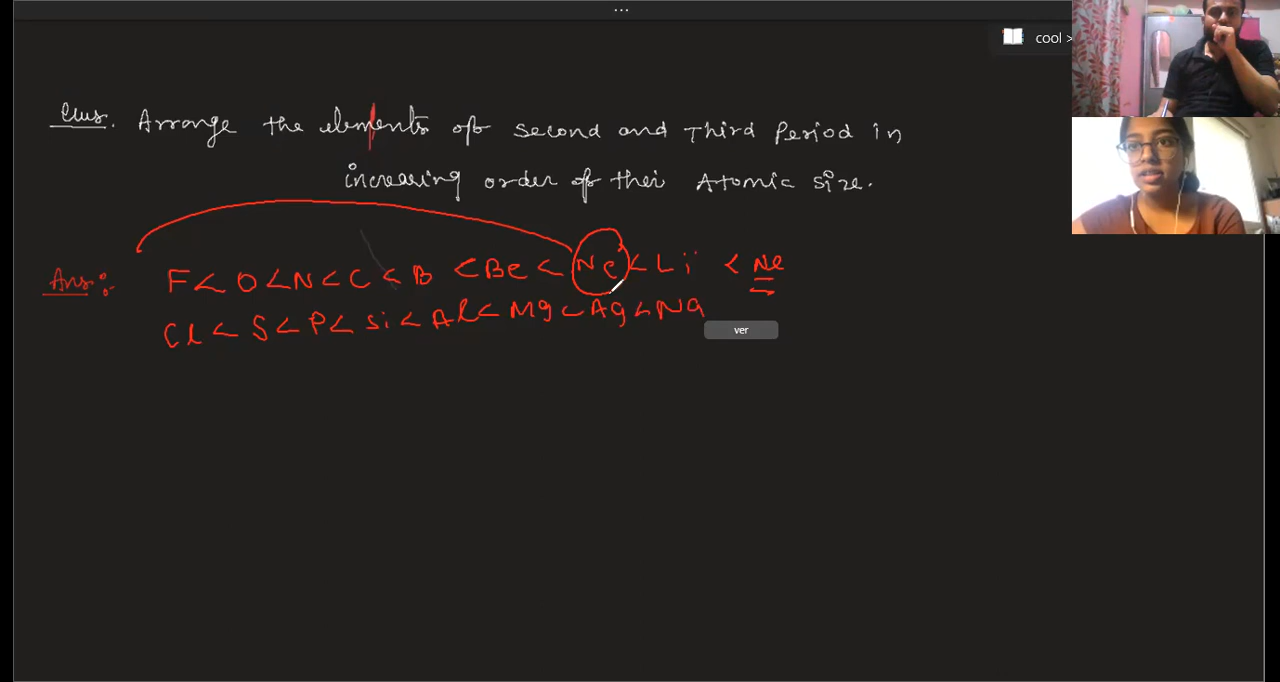 ...
cool >
Ques. Arrange the elements of second and Third Period in
increasing order of their Atomic size.
Ans:- F < O < N < C < B < Be < Ne < Li < Ne
Cl < S < P < Si < Al < Mg < Ag < Na
ver